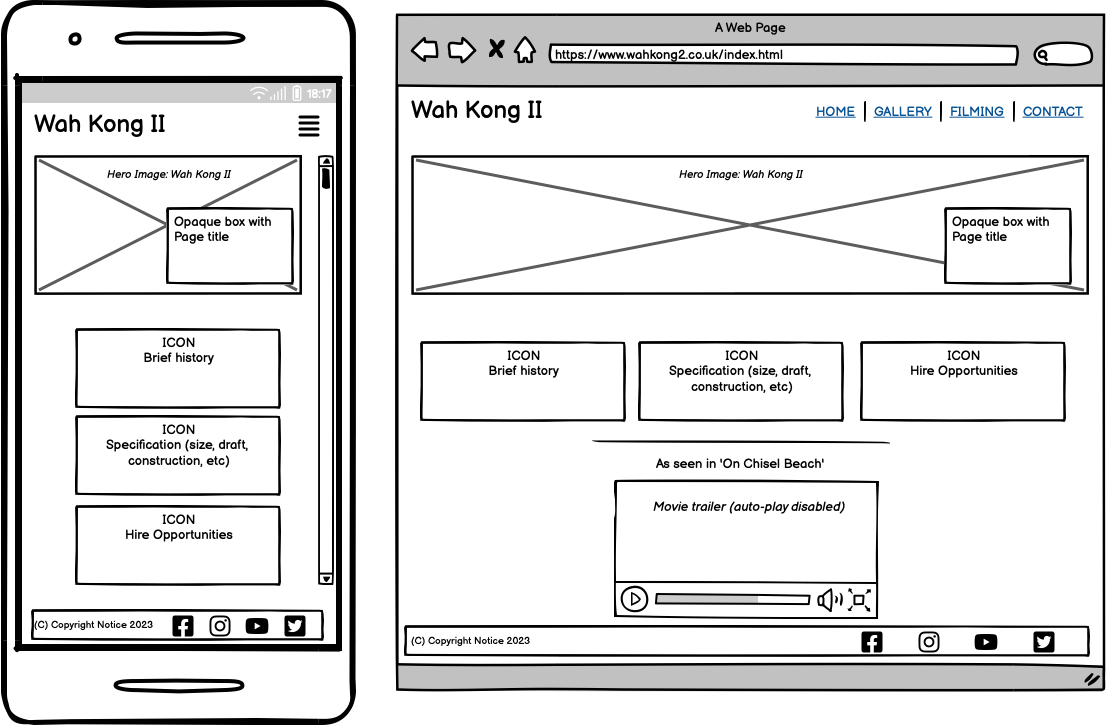 18:17
Wah Kong II
Hero Image: Wah Kong II
Opaque box with
Page title
ICON
Brief history
ICON
Specification (size, draft,
construction, etc)
ICON
Hire Opportunities
(C) Copyright Notice 2023
A Web Page
https://www.wahkong2.co.uk/index.html
Wah Kong II
HOME | GALLERY | FILMING | CONTACT
Hero Image: Wah Kong II
Opaque box with
Page title
ICON
Brief history
ICON
Specification (size, draft,
construction, etc)
ICON
Hire Opportunities
As seen in 'On Chisel Beach'
Movie trailer (auto-play disabled)
(C) Copyright Notice 2023